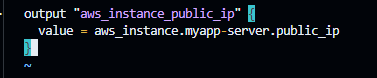 output "aws_instance_public_ip" {
  value = aws_instance.myapp-server.public_ip
}
~